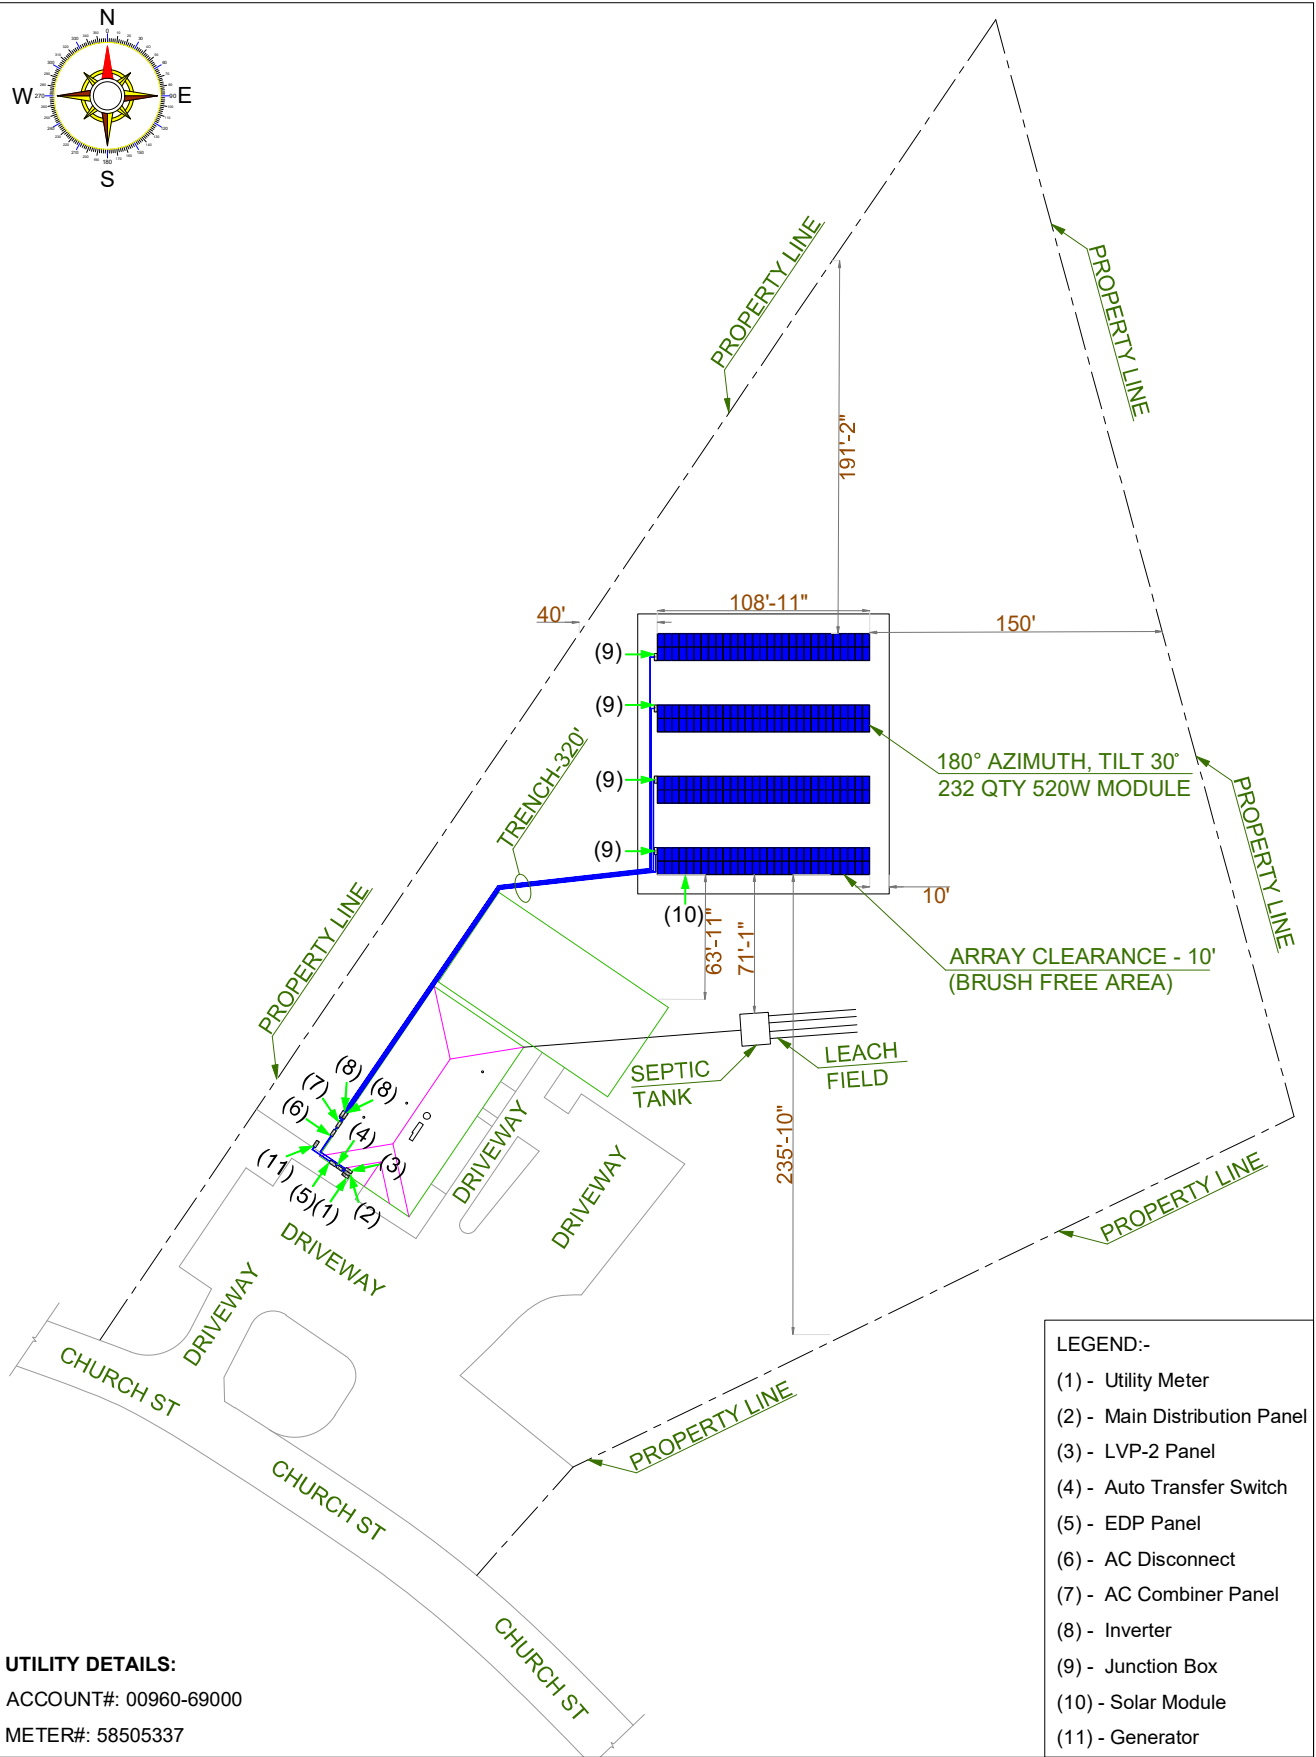 N
W
E
S
PROPERTY LINE
PROPERTY LINE
191'-2"
40'
108'-11"
150'
(9)
(9)
(9)
(9)
180° AZIMUTH, TILT 30°
232 QTY 520W MODULE
TRENCH-320'
PROPERTY LINE
10'
(10)
63'-11"
71'-1"
ARRAY CLEARANCE - 10'
(BRUSH FREE AREA)
PROPERTY LINE
SEPTIC
TANK
LEACH
FIELD
(8)
(8)
(7)
(6)
(4)
(11)
(3)
(5)
(1)
(2)
DRIVEWAY
DRIVEWAY
DRIVEWAY
DRIVEWAY
235'-10"
PROPERTY LINE
PROPERTY LINE
CHURCH ST
CHURCH ST
CHURCH ST
LEGEND:-
(1) - Utility Meter
(2) - Main Distribution Panel
(3) - LVP-2 Panel
(4) - Auto Transfer Switch
(5) - EDP Panel
(6) - AC Disconnect
(7) - AC Combiner Panel
(8) - Inverter
(9) - Junction Box
(10) - Solar Module
(11) - Generator
UTILITY DETAILS:
ACCOUNT#: 00960-69000
METER#: 58505337